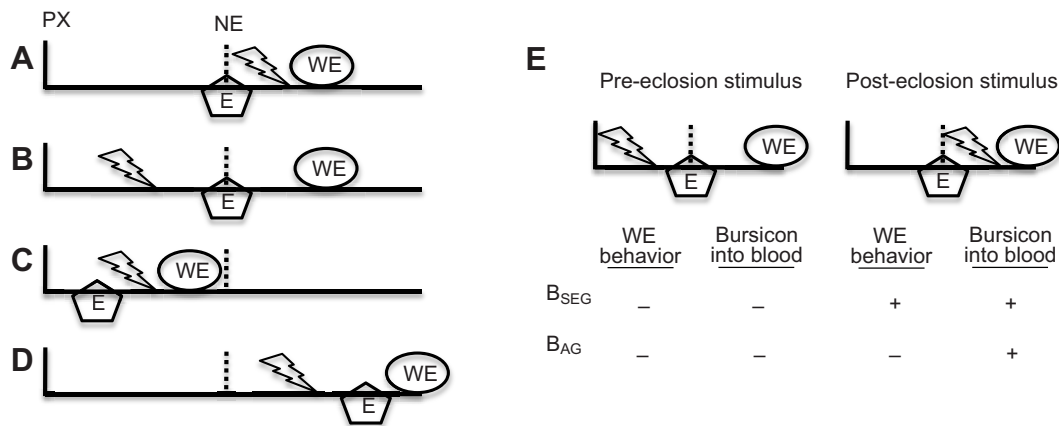 PX NE
A WE
E
B WE
E
C WE
E
D WE
E
E
Pre-eclosion stimulus Post-eclosion stimulus
WE WE
E E
WE Bursicon WE Bursicon
behavior into blood behavior into blood
BSEG – – + +
BAG – – – +